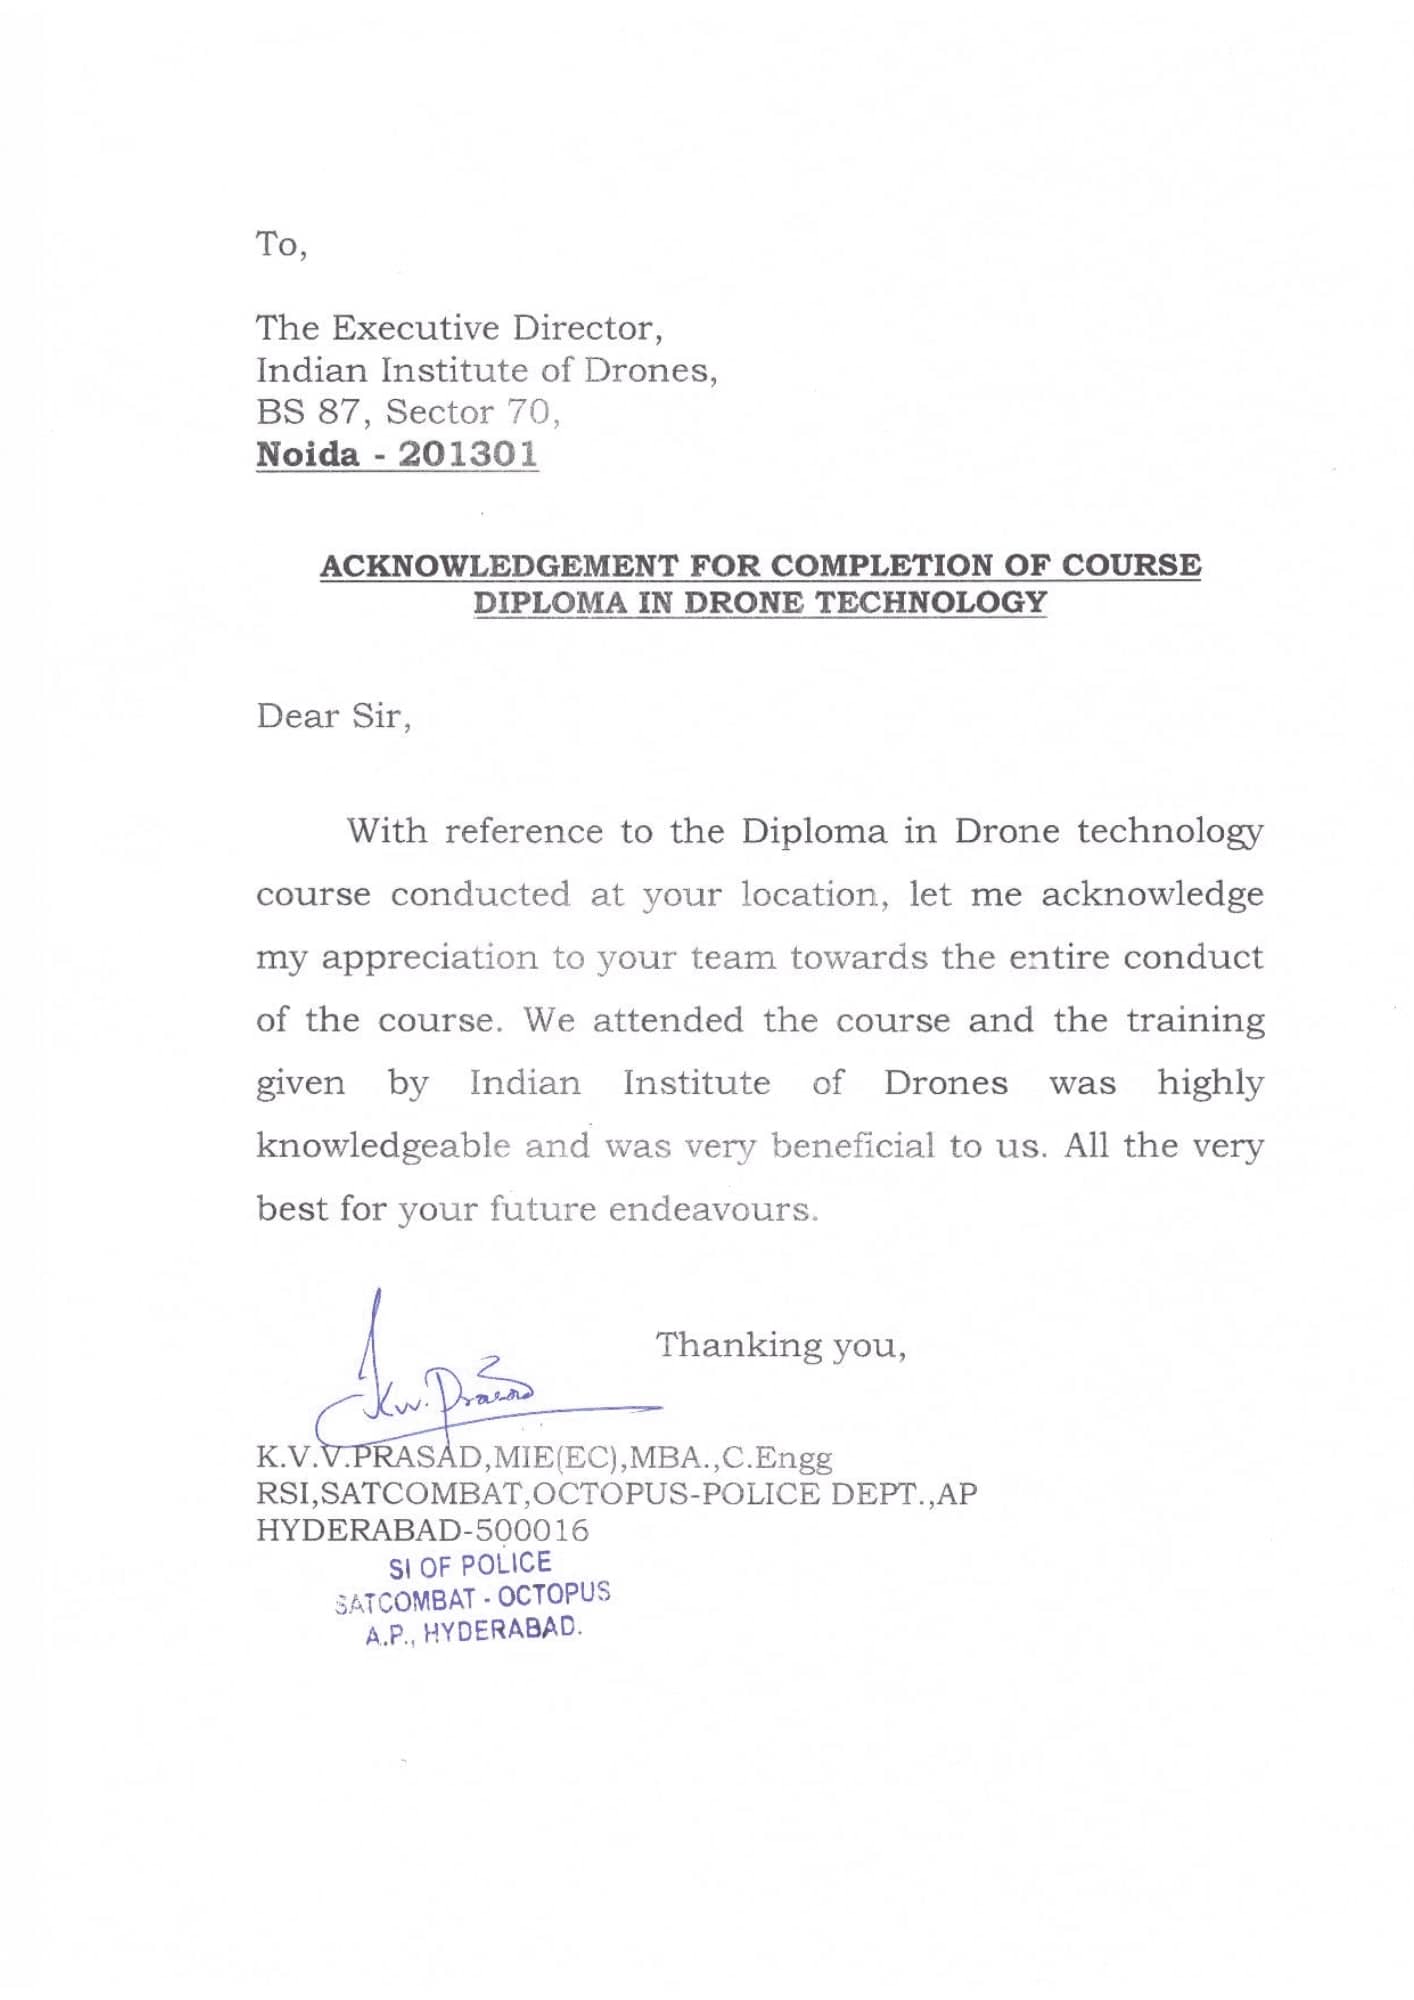 To,
The Executive Director,
Indian Institute of Drones,
BS 87, Sector 70,
Noida - 201301
ACKNOWLEDGEMENT FOR COMPLETION OF COURSE
DIPLOMA IN DRONE TECHNOLOGY
Dear Sir,
With reference to the Diploma in Drone technology
course conducted at your location, let me acknowledge
my appreciation to your team towards the entire conduct
of the course. We attended the course and the training
given by Indian Institute of Drones was highly
knowledgeable and was very beneficial to us. All the very
best for your future endeavours.
Thanking you,
Kvv. Prasad
K.V.V.PRASAD,MIE(EC),MBA.,C.Engg
RSI,SATCOMBAT,OCTOPUS-POLICE DEPT.,AP
HYDERABAD-500016
SI OF POLICE
SATCOMBAT - OCTOPUS
A.P., HYDERABAD.